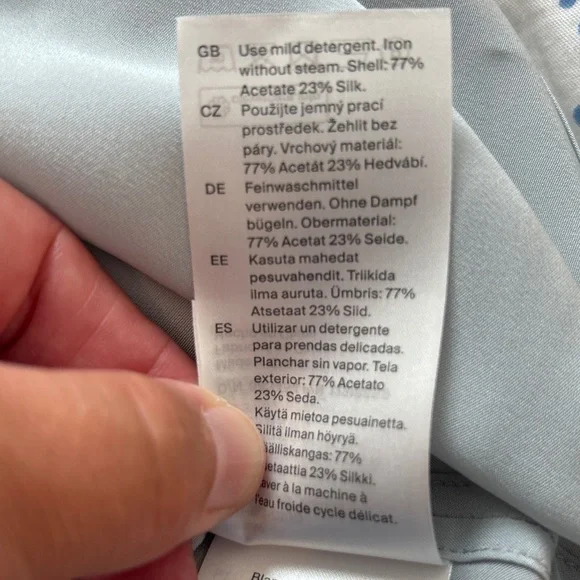 GB Use mild detergent. Iron
without steam. Shell: 77%
Acetate 23% Silk.
CZ Použijte jemný prací
prostředek. Žehlit bez
páry. Vrchový materiál:
77% Acetát 23% Hedvábí.
DE Feinwaschmittel
verwenden. Ohne Dampf
bügeln. Obermaterial:
77% Acetat 23% Seide.
EE Kasuta mahedat
pesuvahendit. Triikida
ilma auruta. Ümbris: 77%
Atsetaat 23% Siid.
ES Utilizar un detergente
para prendas delicadas.
Planchar sin vapor. Tela
exterior: 77% Acetato
23% Seda.
Käytä mietoa pesuainetta.
Silitä ilman höyryä.
77%
23% Silkki.
à la machine à
l'eau froide cycle délicat.